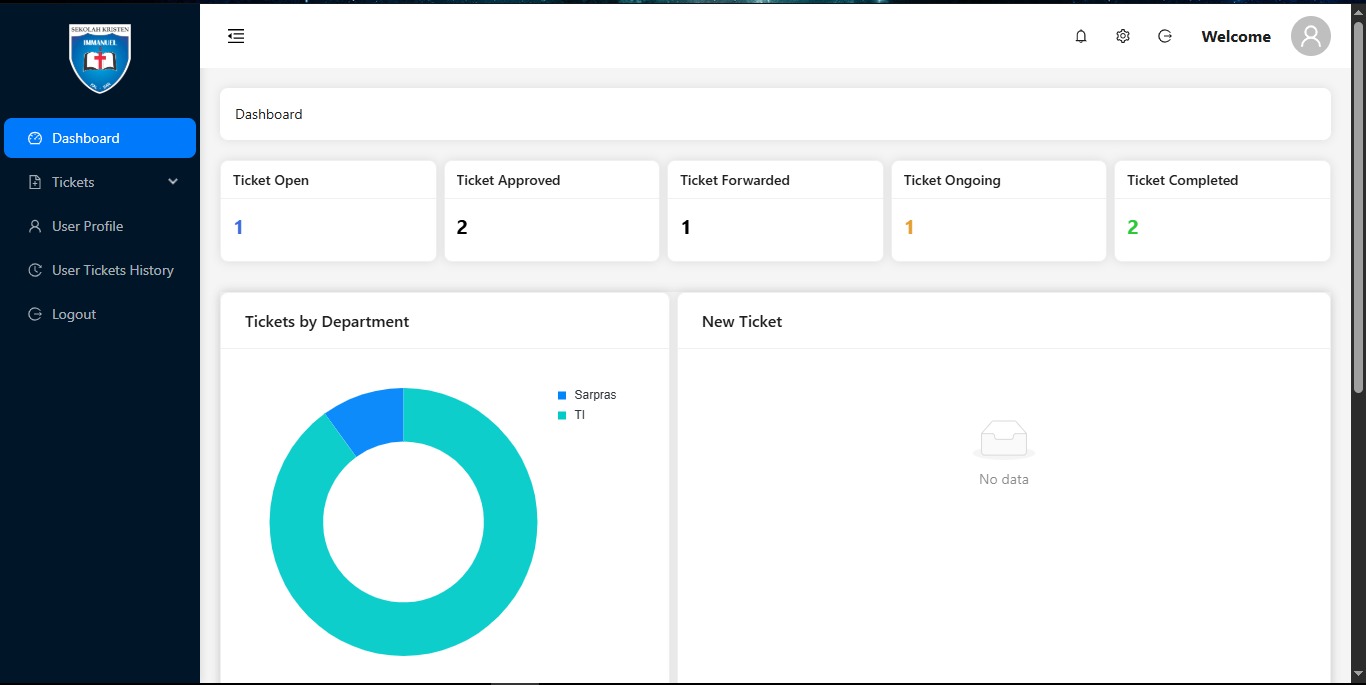 SEKOLAH KRISTEN
IMMANUEL
Welcome
Dashboard
Tickets
User Profile
User Tickets History
Logout
Dashboard
Ticket Open
1
Ticket Approved
2
Ticket Forwarded
1
Ticket Ongoing
1
Ticket Completed
2
Tickets by Department
Sarpras
TI
New Ticket
No data